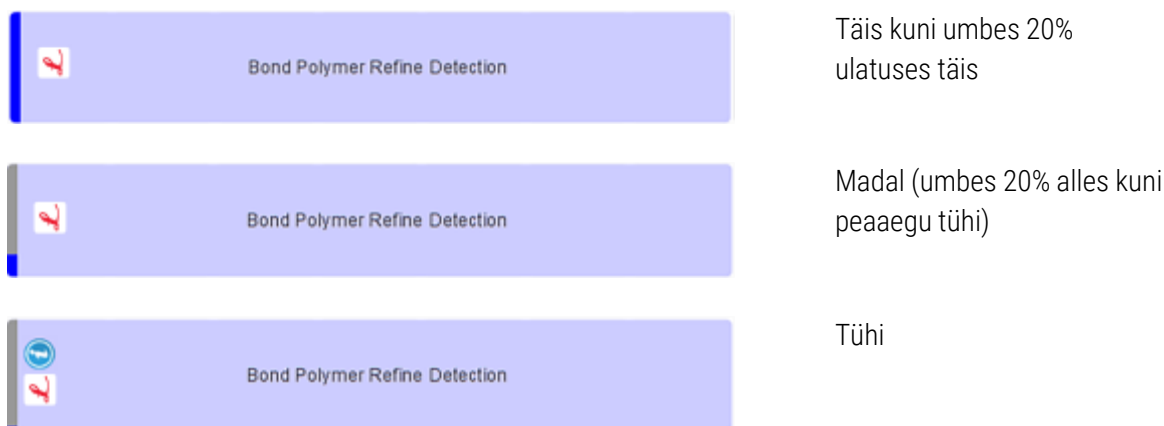 Bond Polymer Refine Detection
Täis kuni umbes 20%
ulatuses täis
Bond Polymer Refine Detection
Madal (umbes 20% alles kuni
peaaegu tühi)
Bond Polymer Refine Detection
Tühi